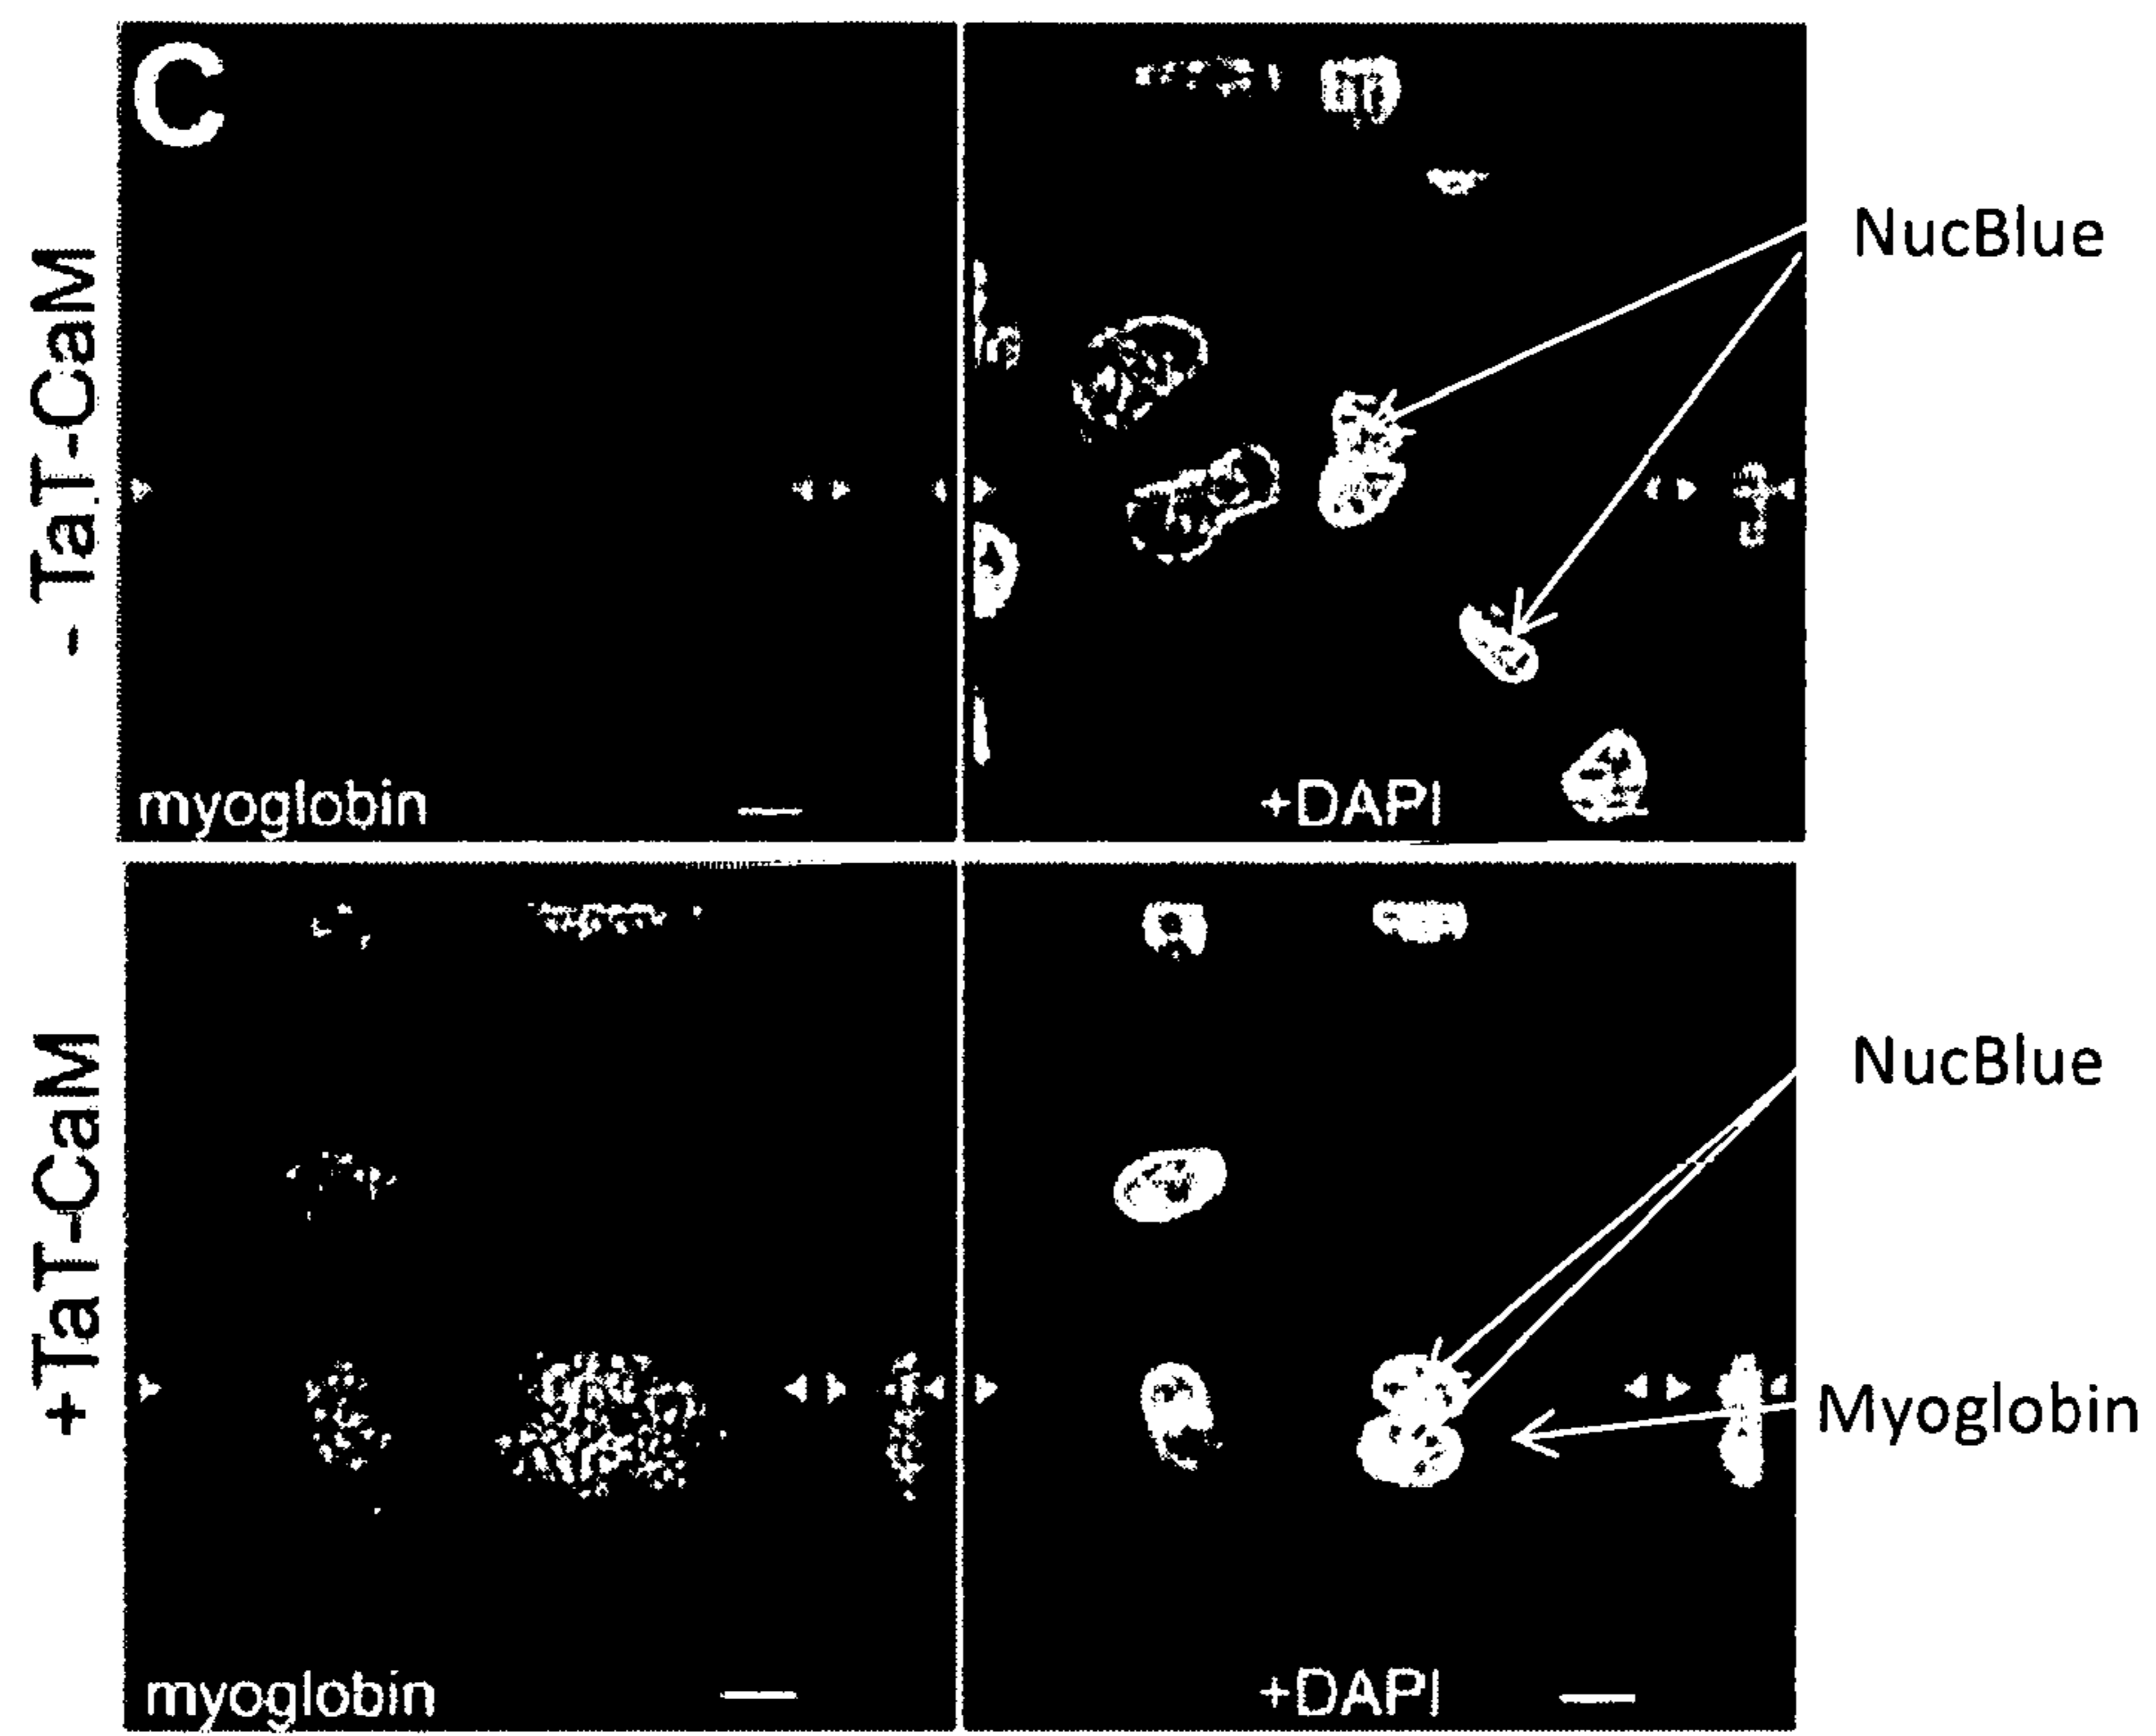 C
- TaT-CaM
NucBlue
myoglobin
+DAPI
+TaT-CaM
NucBlue
Myoglobin
myoglobin
+DAPI